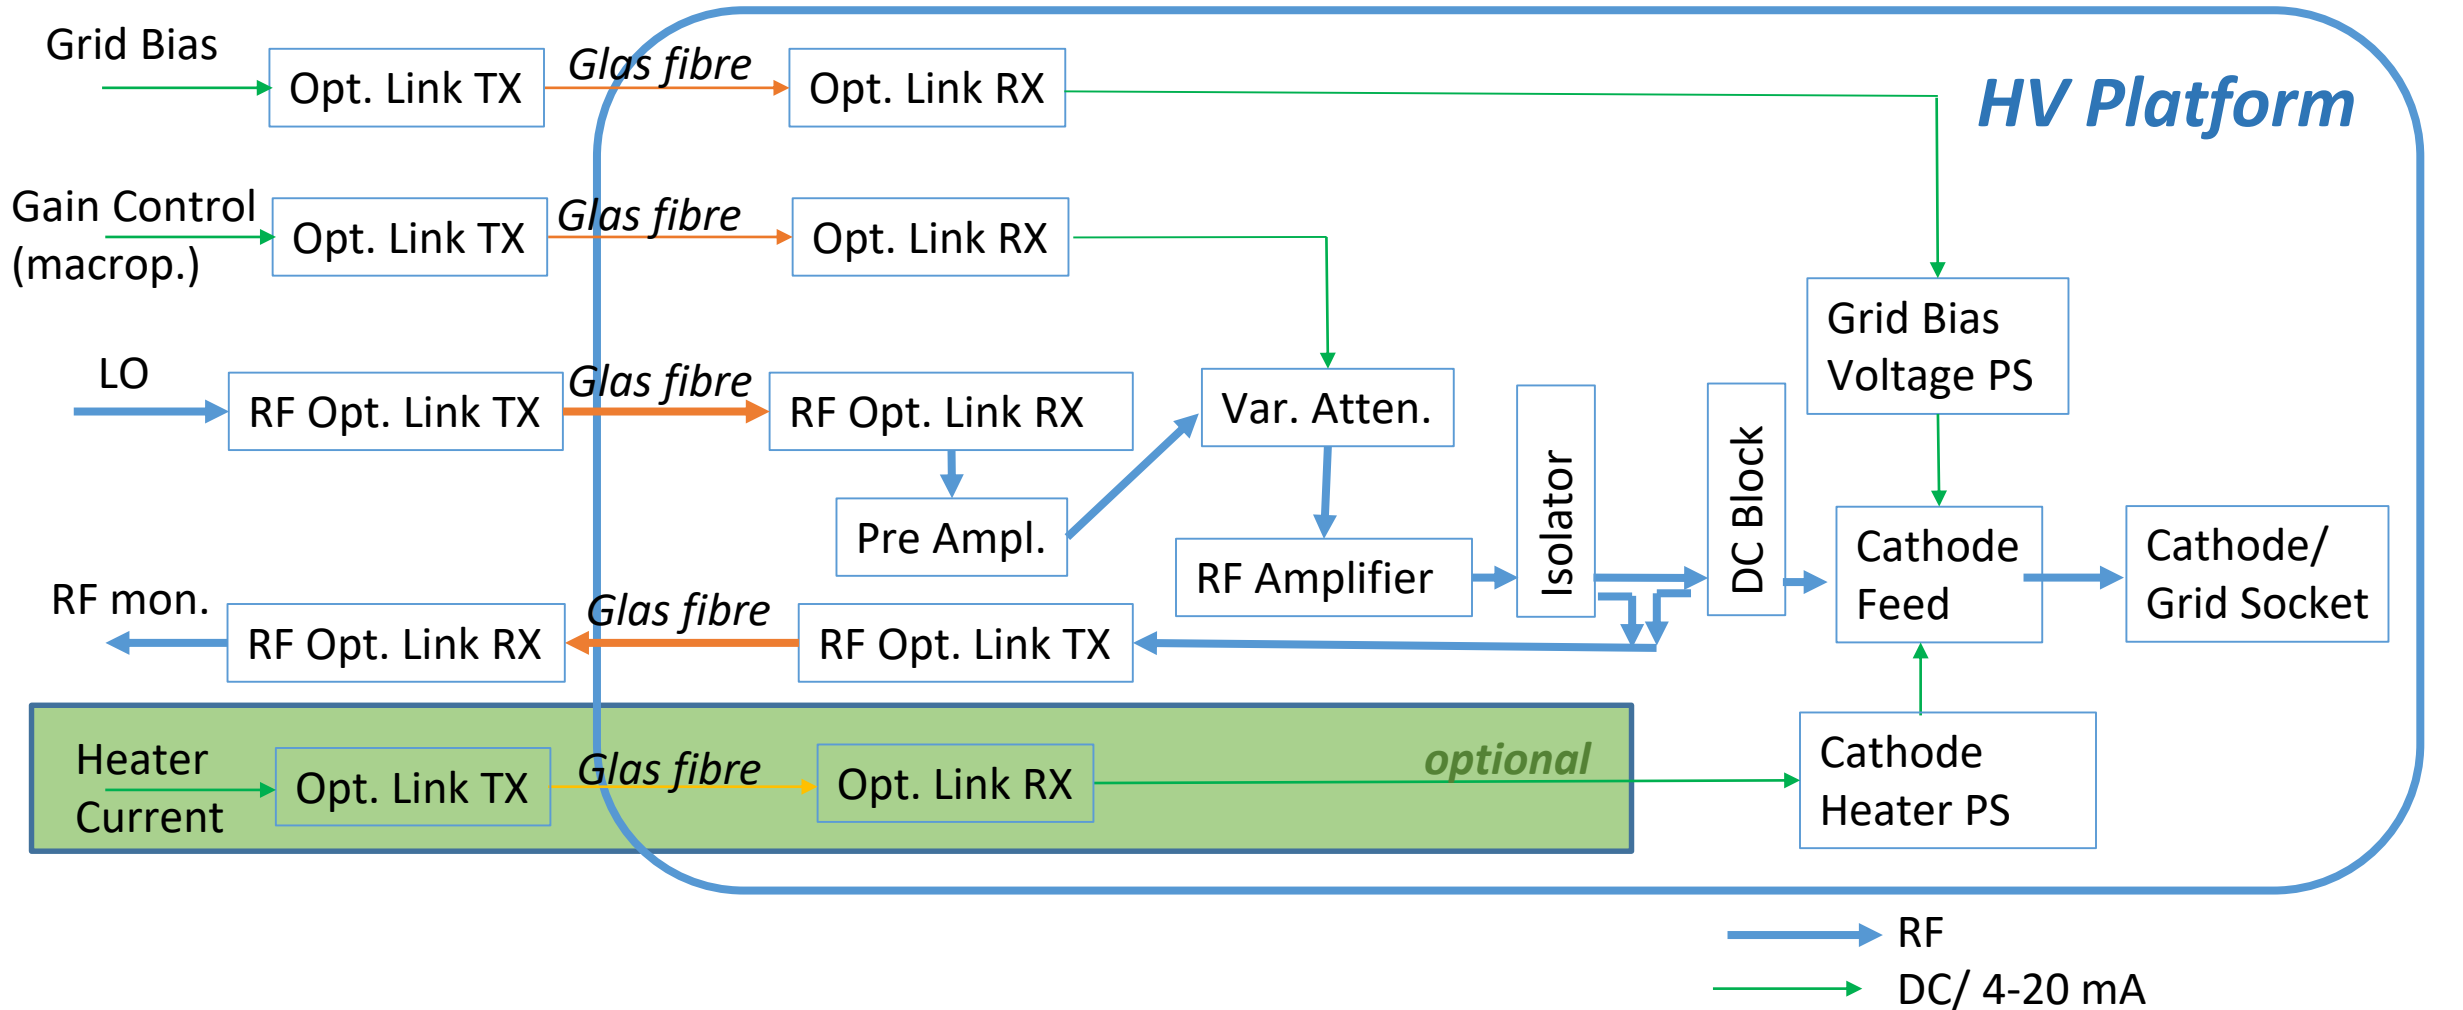 Grid Bias
Opt. Link TX
Glas fibre
Opt. Link RX
HV Platform
Gain Control
(macrop.)
Opt. Link TX
Glas fibre
Opt. Link RX
Grid Bias
Voltage PS
LO
RF Opt. Link TX
Glas fibre
RF Opt. Link RX
Var. Atten.
Pre Ampl.
RF Amplifier
Isolator
DC Block
Cathode
Feed
Cathode/
Grid Socket
RF mon.
RF Opt. Link RX
Glas fibre
RF Opt. Link TX
Heater
Current
Opt. Link TX
Glas fibre
Opt. Link RX
optional
Cathode
Heater PS
RF
DC/ 4-20 mA